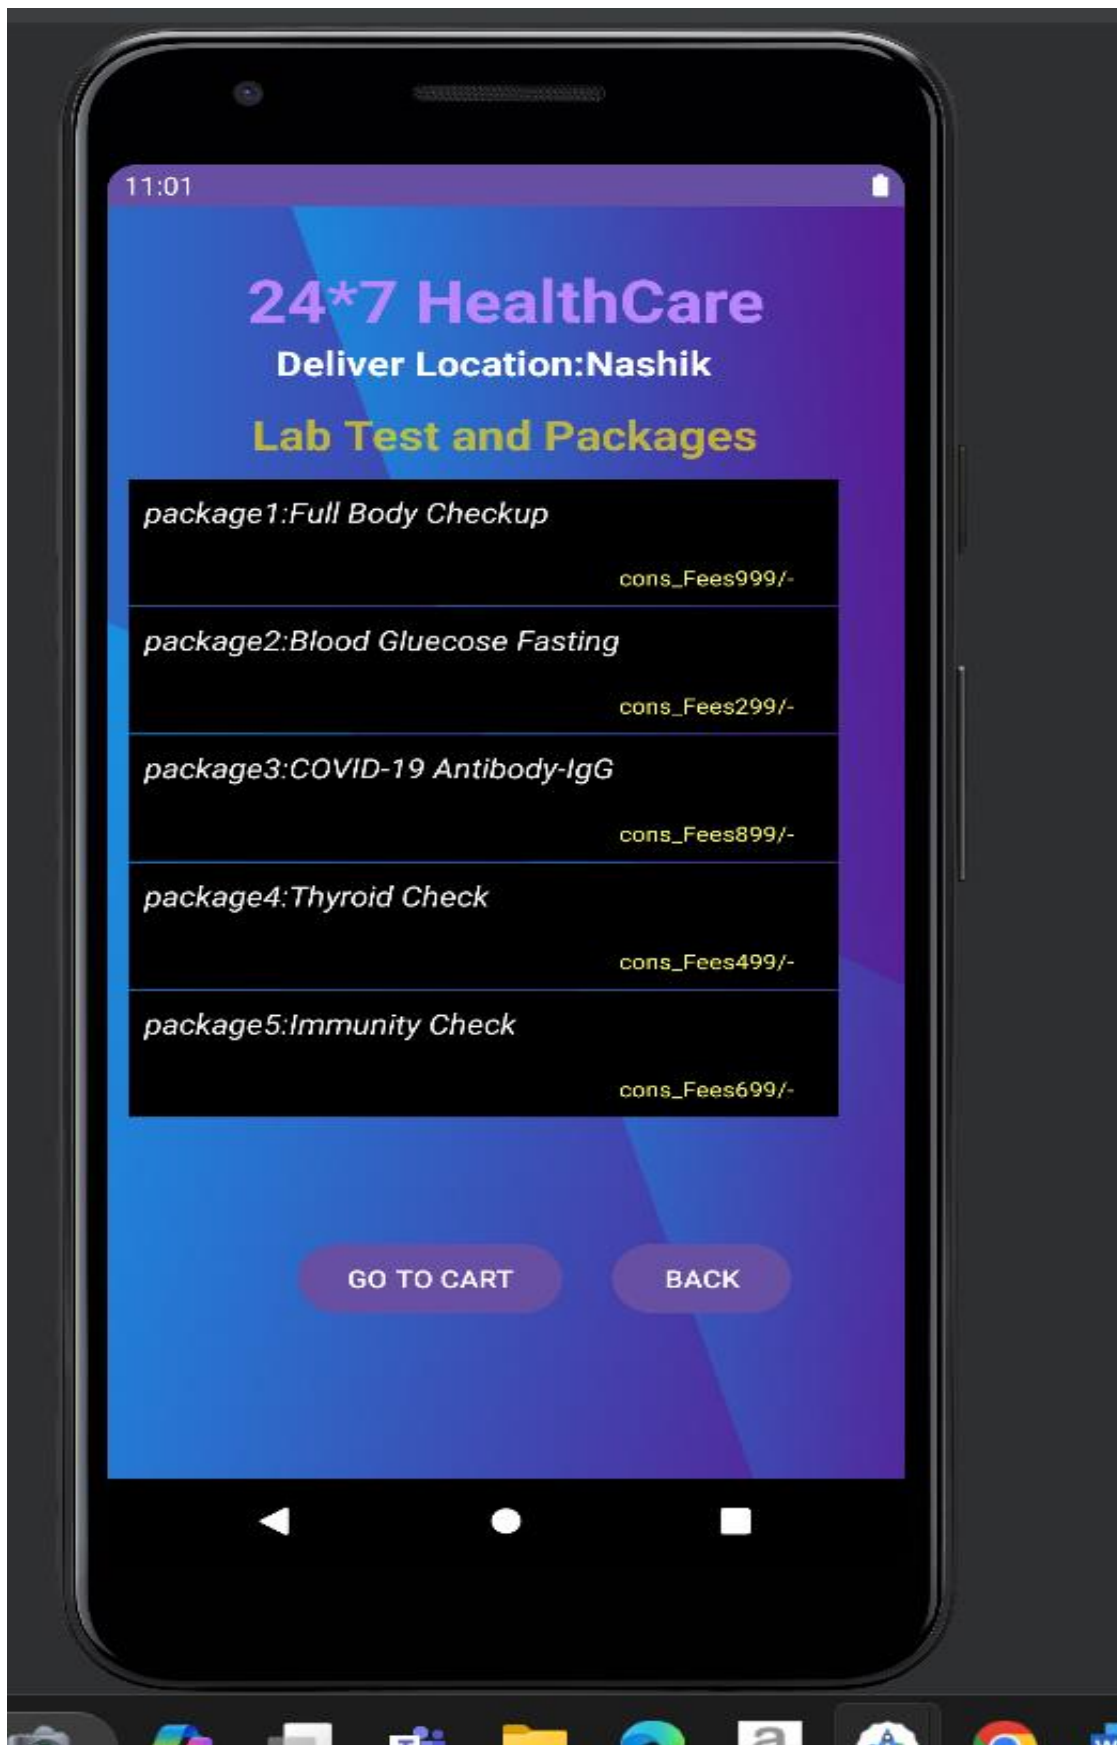 11:01
24*7 HealthCare
Deliver Location:Nashik
Lab Test and Packages
package1:Full Body Checkup
cons_Fees999/-
package2:Blood Gluecose Fasting
cons_Fees299/-
package3:COVID-19 Antibody-IgG
cons_Fees899/-
package4:Thyroid Check
cons_Fees499/-
package5:Immunity Check
cons_Fees699/-
GO TO CART BACK